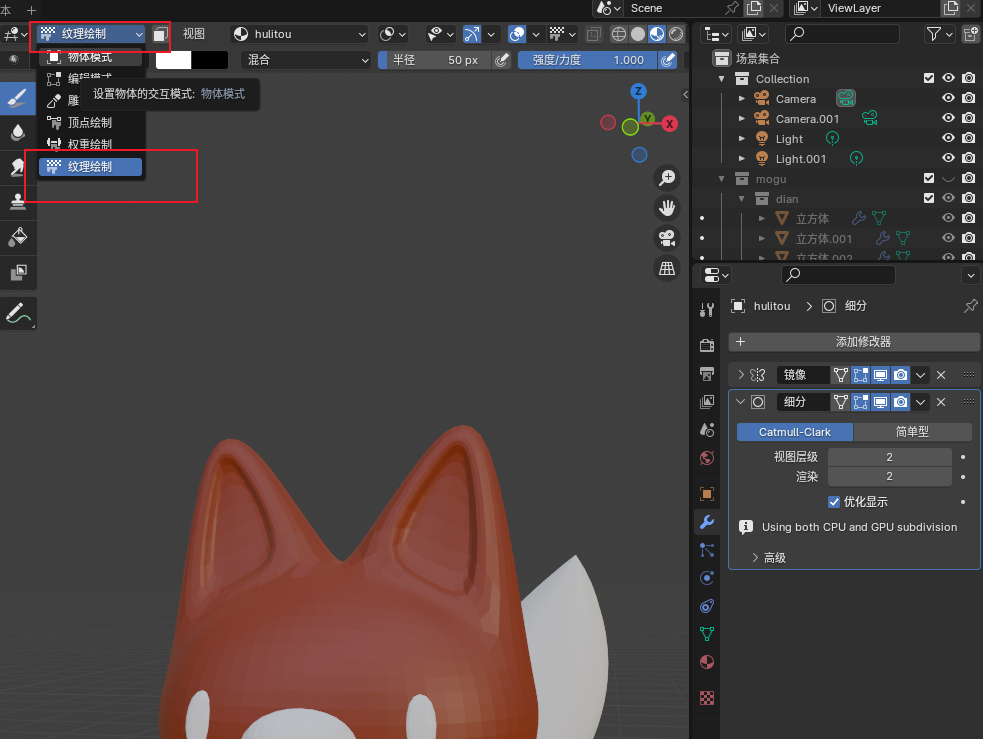 本 +
Scene
ViewLayer
纹理绘制
视图
hulitou
混合
半径 50 px
强度/力度 1.000
物体模式
设置物体的交互模式: 物体模式
顶点绘制
权重绘制
纹理绘制
Z
Y
X
场景集合
Collection
Camera
Camera.001
Light
Light.001
mogu
dian
立方体
立方体.001
立方体.002
hulitou > 细分
+ 添加修改器
镜像
细分
Catmull-Clark
简单型
视图层级 2
渲染 2
优化显示
Using both CPU and GPU subdivision
高级